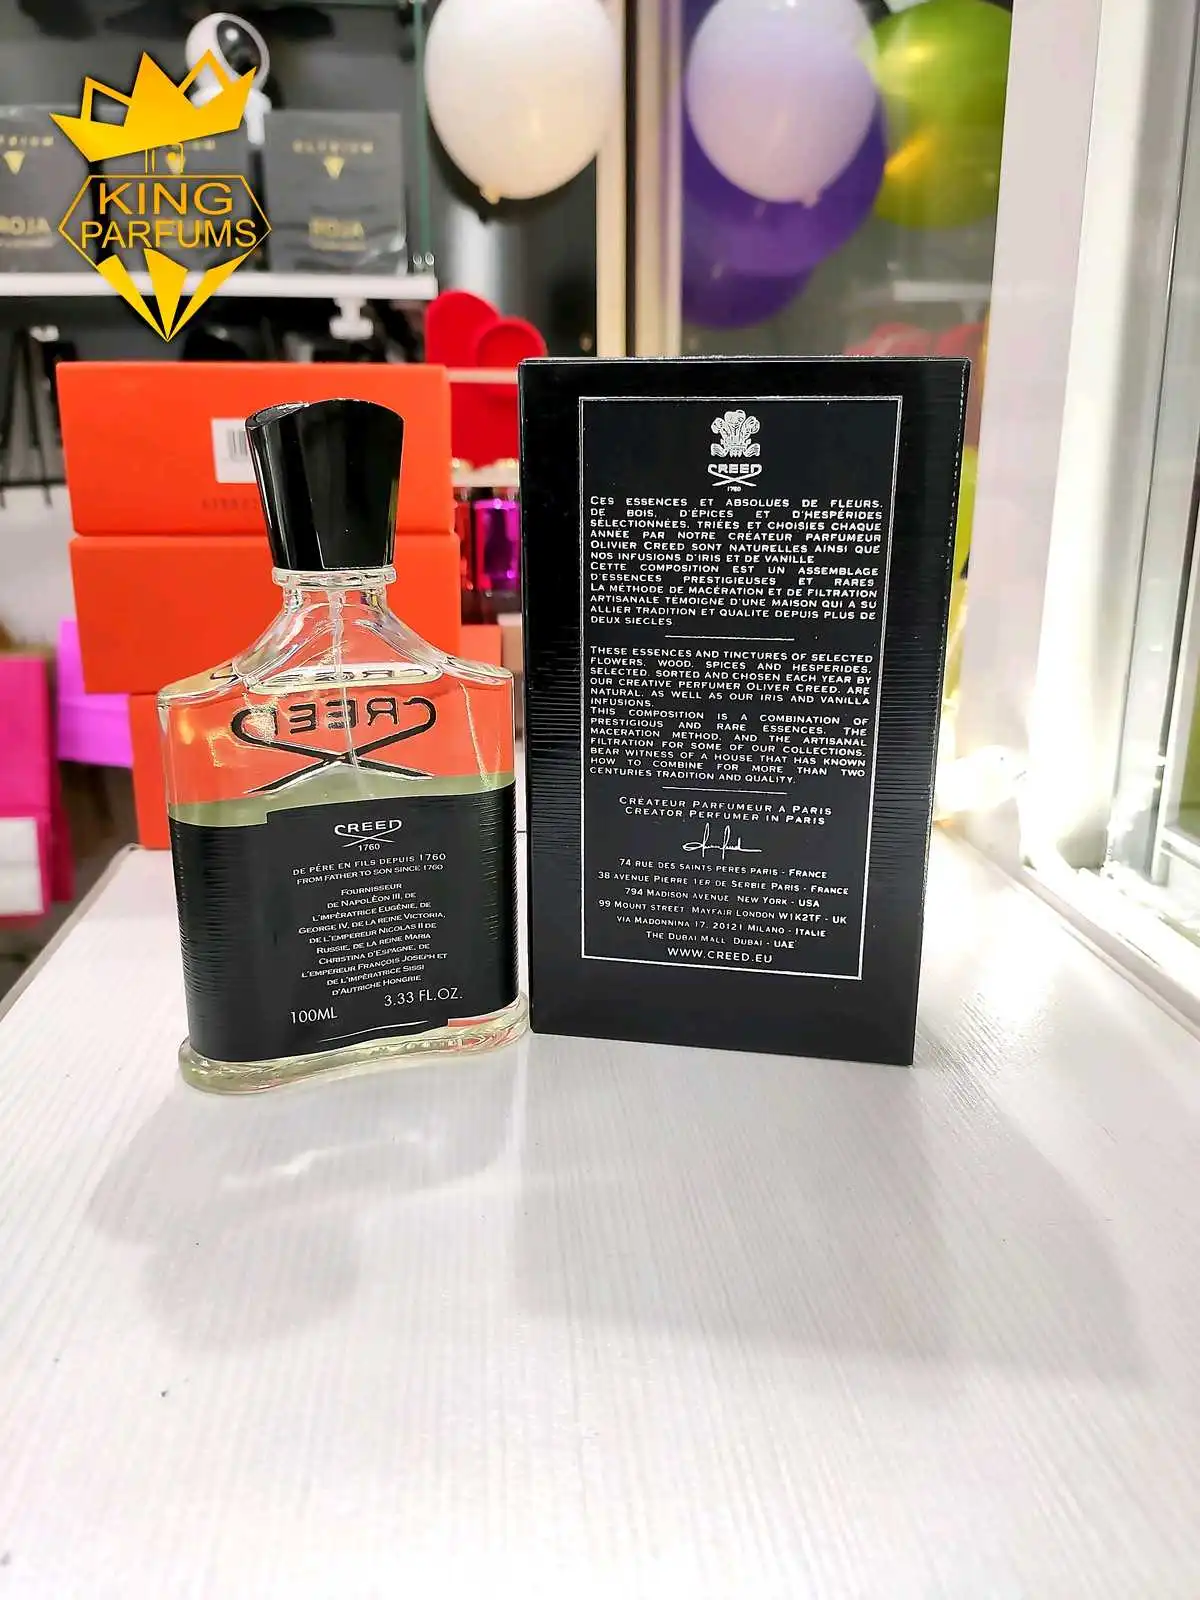 KING
PARFUMS
ELYSIUM
ROJA
CREED
CREED
1760
DE PÈRE EN FILS DEPUIS 1760
FROM FATHER TO SON SINCE 1760
FOURNISSEUR
DE NAPOLÉON III, DE
L'IMPÉRATRICE EUGÉNIE, DE
GEORGE IV, DE LA REINE VICTORIA,
DE L'EMPEREUR NICOLAS II DE
RUSSIE, DE LA REINE MARIA
CHRISTINA D'ESPAGNE, DE
L'EMPEREUR FRANÇOIS JOSEPH ET
DE L'IMPÉRATRICE SISSI
D'AUTRICHE HONGRIE
100ML 3.33 FL.OZ.
CREED
1760
CES ESSENCES ET ABSOLUES DE FLEURS,
DE BOIS, D'ÉPICES ET D'HESPÉRIDES
SÉLECTIONNÉES, TRIÉES ET CHOISIES CHAQUE
ANNÉE PAR NOTRE CRÉATEUR PARFUMEUR
OLIVIER CREED SONT NATURELLES AINSI QUE
NOS INFUSIONS D'IRIS ET DE VANILLE
CETTE COMPOSITION EST UN ASSEMBLAGE
D'ESSENCES PRESTIGIEUSES ET RARES
LA MÉTHODE DE MACÉRATION ET DE FILTRATION
ARTISANALE TÉMOIGNE D'UNE MAISON QUI A SU
ALLIER TRADITION ET QUALITE DEPUIS PLUS DE
DEUX SIECLES
THESE ESSENCES AND TINCTURES OF SELECTED
FLOWERS, WOOD, SPICES AND HESPERIDES,
SELECTED, SORTED AND CHOSEN EACH YEAR BY
OUR CREATIVE PERFUMER OLIVER CREED, ARE
NATURAL, AS WELL AS OUR IRIS AND VANILLA
INFUSIONS.
THIS COMPOSITION IS A COMBINATION OF
PRESTIGIOUS AND RARE ESSENCES. THE
MACERATION METHOD, AND THE ARTISANAL
FILTRATION FOR SOME OF OUR COLLECTIONS,
BEAR WITNESS OF A HOUSE THAT HAS KNOWN
HOW TO COMBINE FOR MORE THAN TWO
CENTURIES TRADITION AND QUALITY.
CRÉATEUR PARFUMEUR A PARIS
CREATOR PERFUMER IN PARIS
74 RUE DES SAINTS PERES PARIS - FRANCE
38 AVENUE PIERRE 1ER DE SERBIE PARIS - FRANCE
794 MADISON AVENUE NEW YORK - USA
99 MOUNT STREET MAYFAIR LONDON W1K2TF - UK
VIA MADONNINA 17, 20121 MILANO - ITALIE
THE DUBAI MALL DUBAI - UAE
WWW.CREED.EU